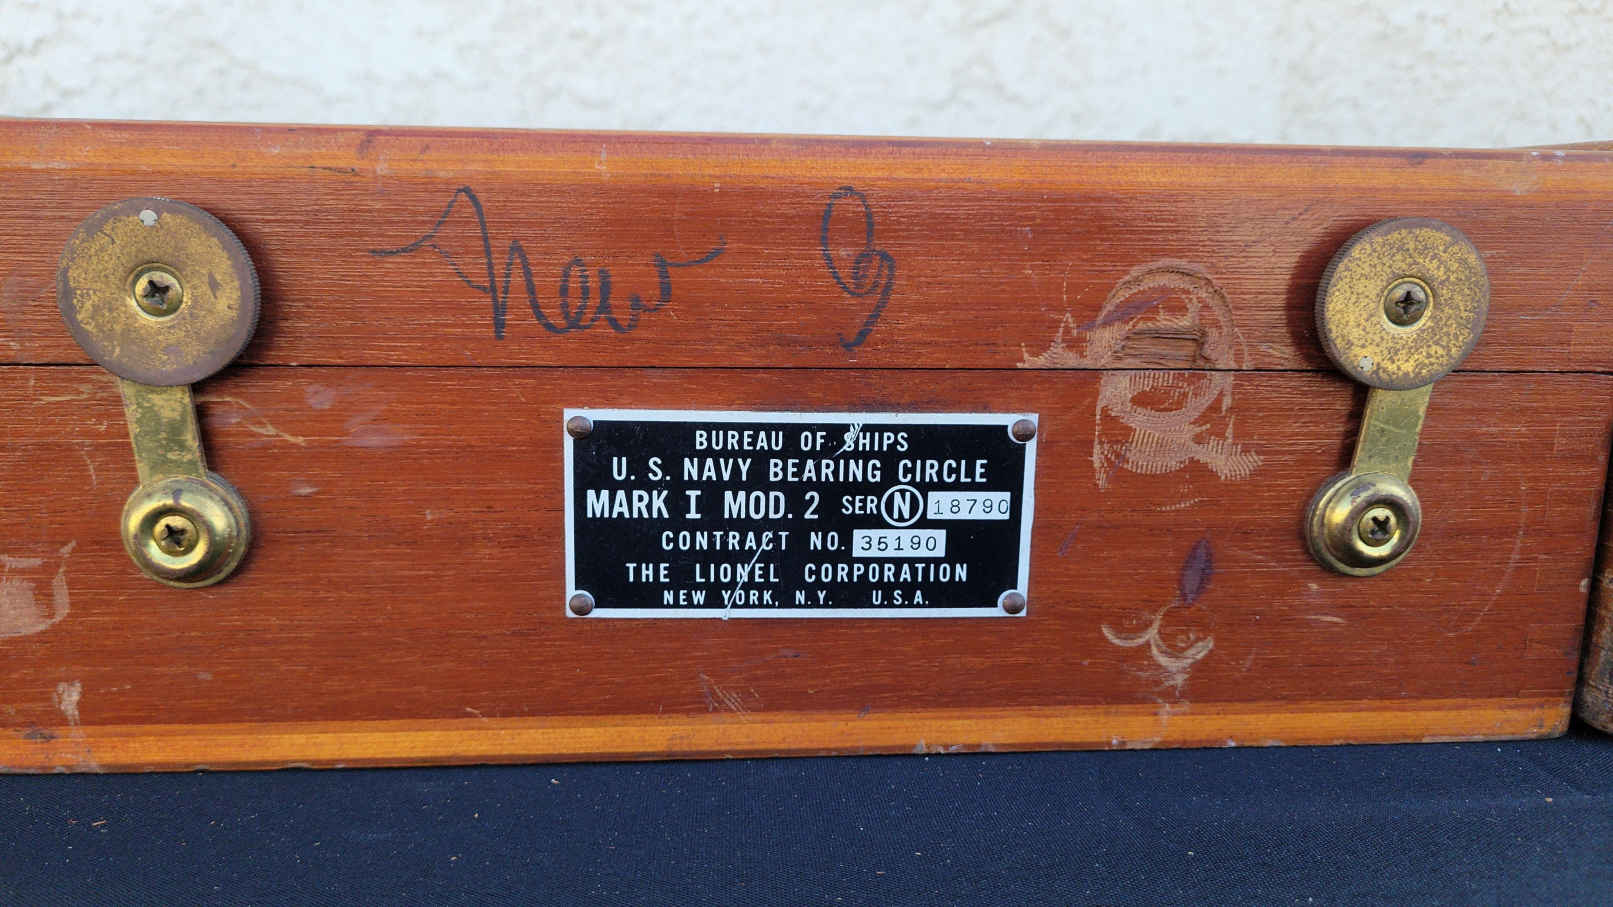 New 9
BUREAU OF SHIPS
U. S. NAVY BEARING CIRCLE
MARK I MOD. 2 SER N 18790
CONTRACT NO. 35190
THE LIONEL CORPORATION
NEW YORK, N.Y. U.S.A.